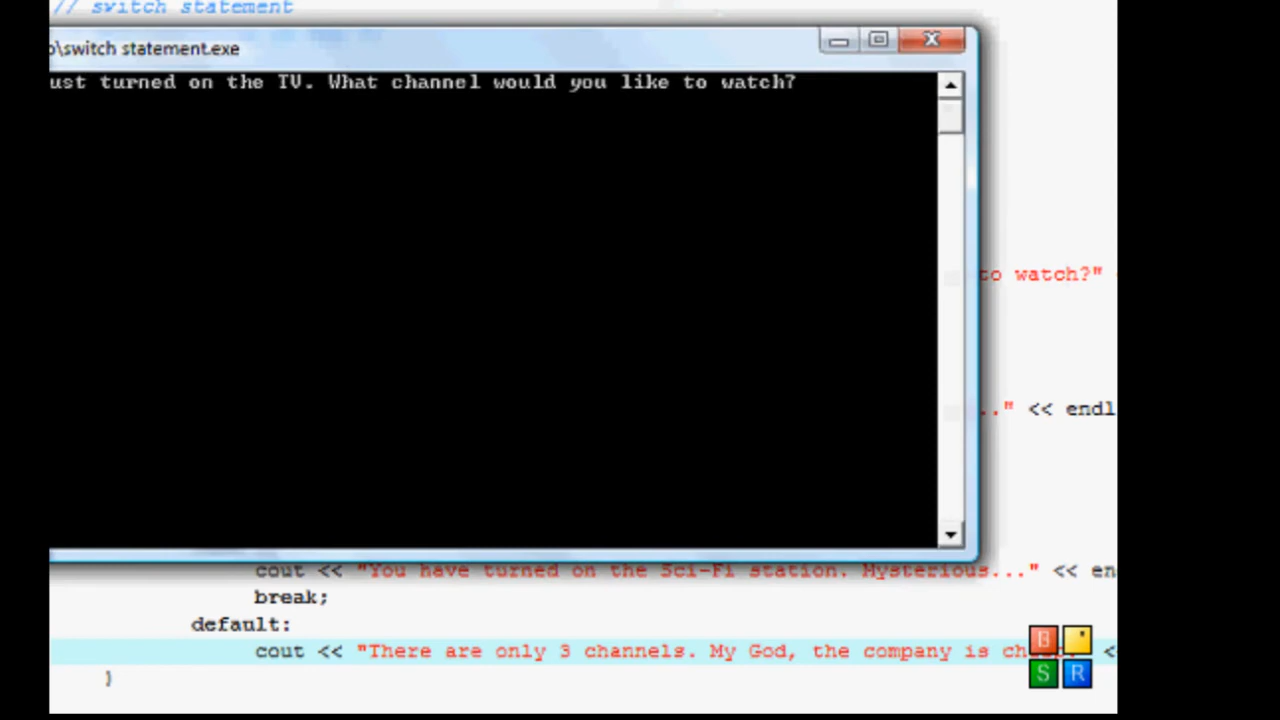 // switch statement
o\switch statement.exe
ust turned on the TV. What channel would you like to watch?
to watch?"
.." << endl
cout << "You have turned on the Sci-Fi station. Mysterious..." << en
break;
default:
cout << "There are only 3 channels. My God, the company is <
}
B
S R